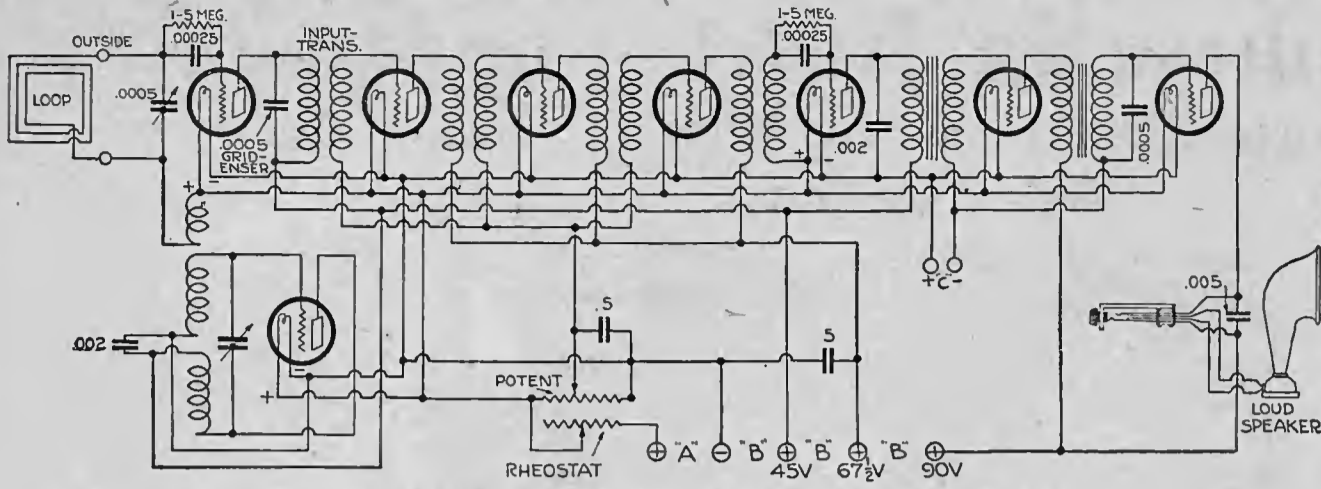 1-5 MEG.
.00025
OUTSIDE
LOOP
.0005
INPUT-
TRANS.
.0005
GRID-
ENSER
+
-
1-5 MEG.
.00025
+
-
.002
.0005
+"C"-
.002
-
+
.5
POTENT
RHEOSTAT
5
⊕ "A" ⊖ "B" ⊕ "B" ⊕ "B" ⊕ 90V
45V
67½V
.005
LOUD
SPEAKER